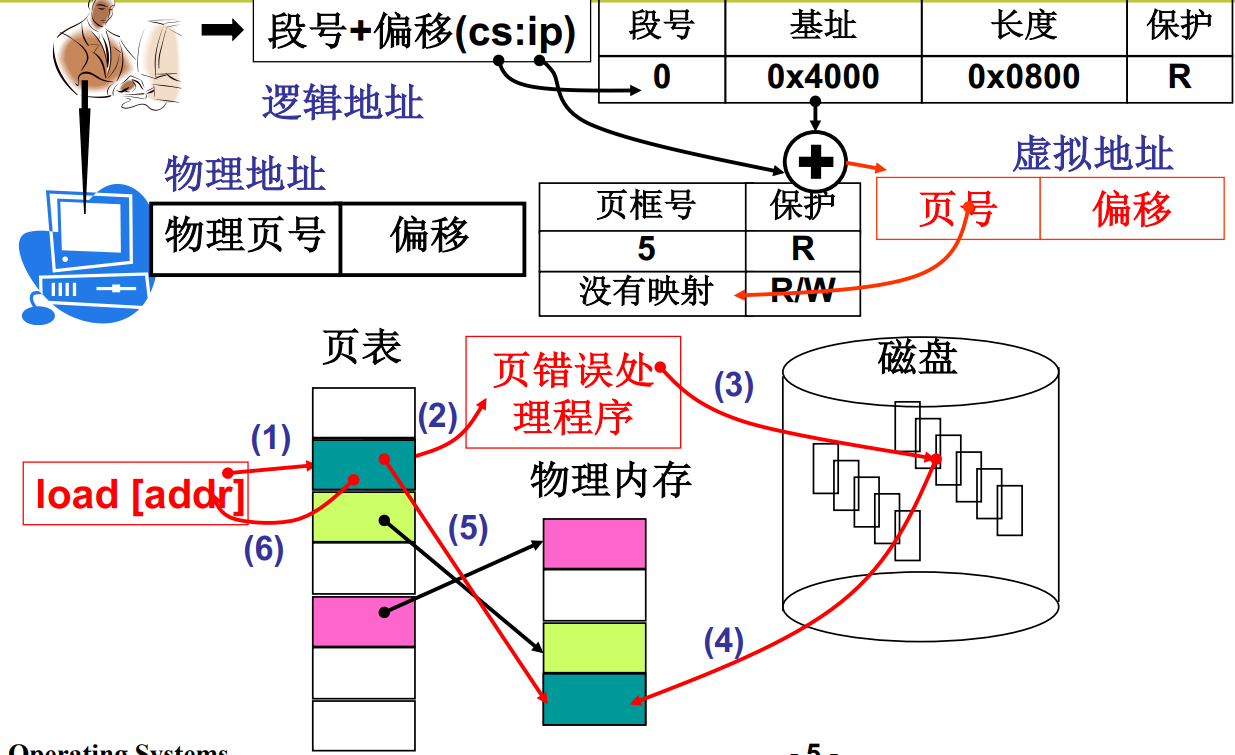 段号+偏移(cs:ip)
段号 基址 长度 保护
0 0x4000 0x0800 R
逻辑地址
物理地址
虚拟地址
物理页号 偏移
页框号 保护
5 R
没有映射 R/W
页号 偏移
页表
页错误处
理程序
磁盘
(1)
(2)
(3)
load [addr]
物理内存
(5)
(6)
(4)
Operating Systems
- 5 -